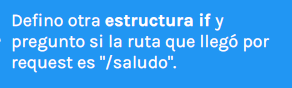 Defino otra estructura if y
pregunto si la ruta que llegó por
request es "/saludo".